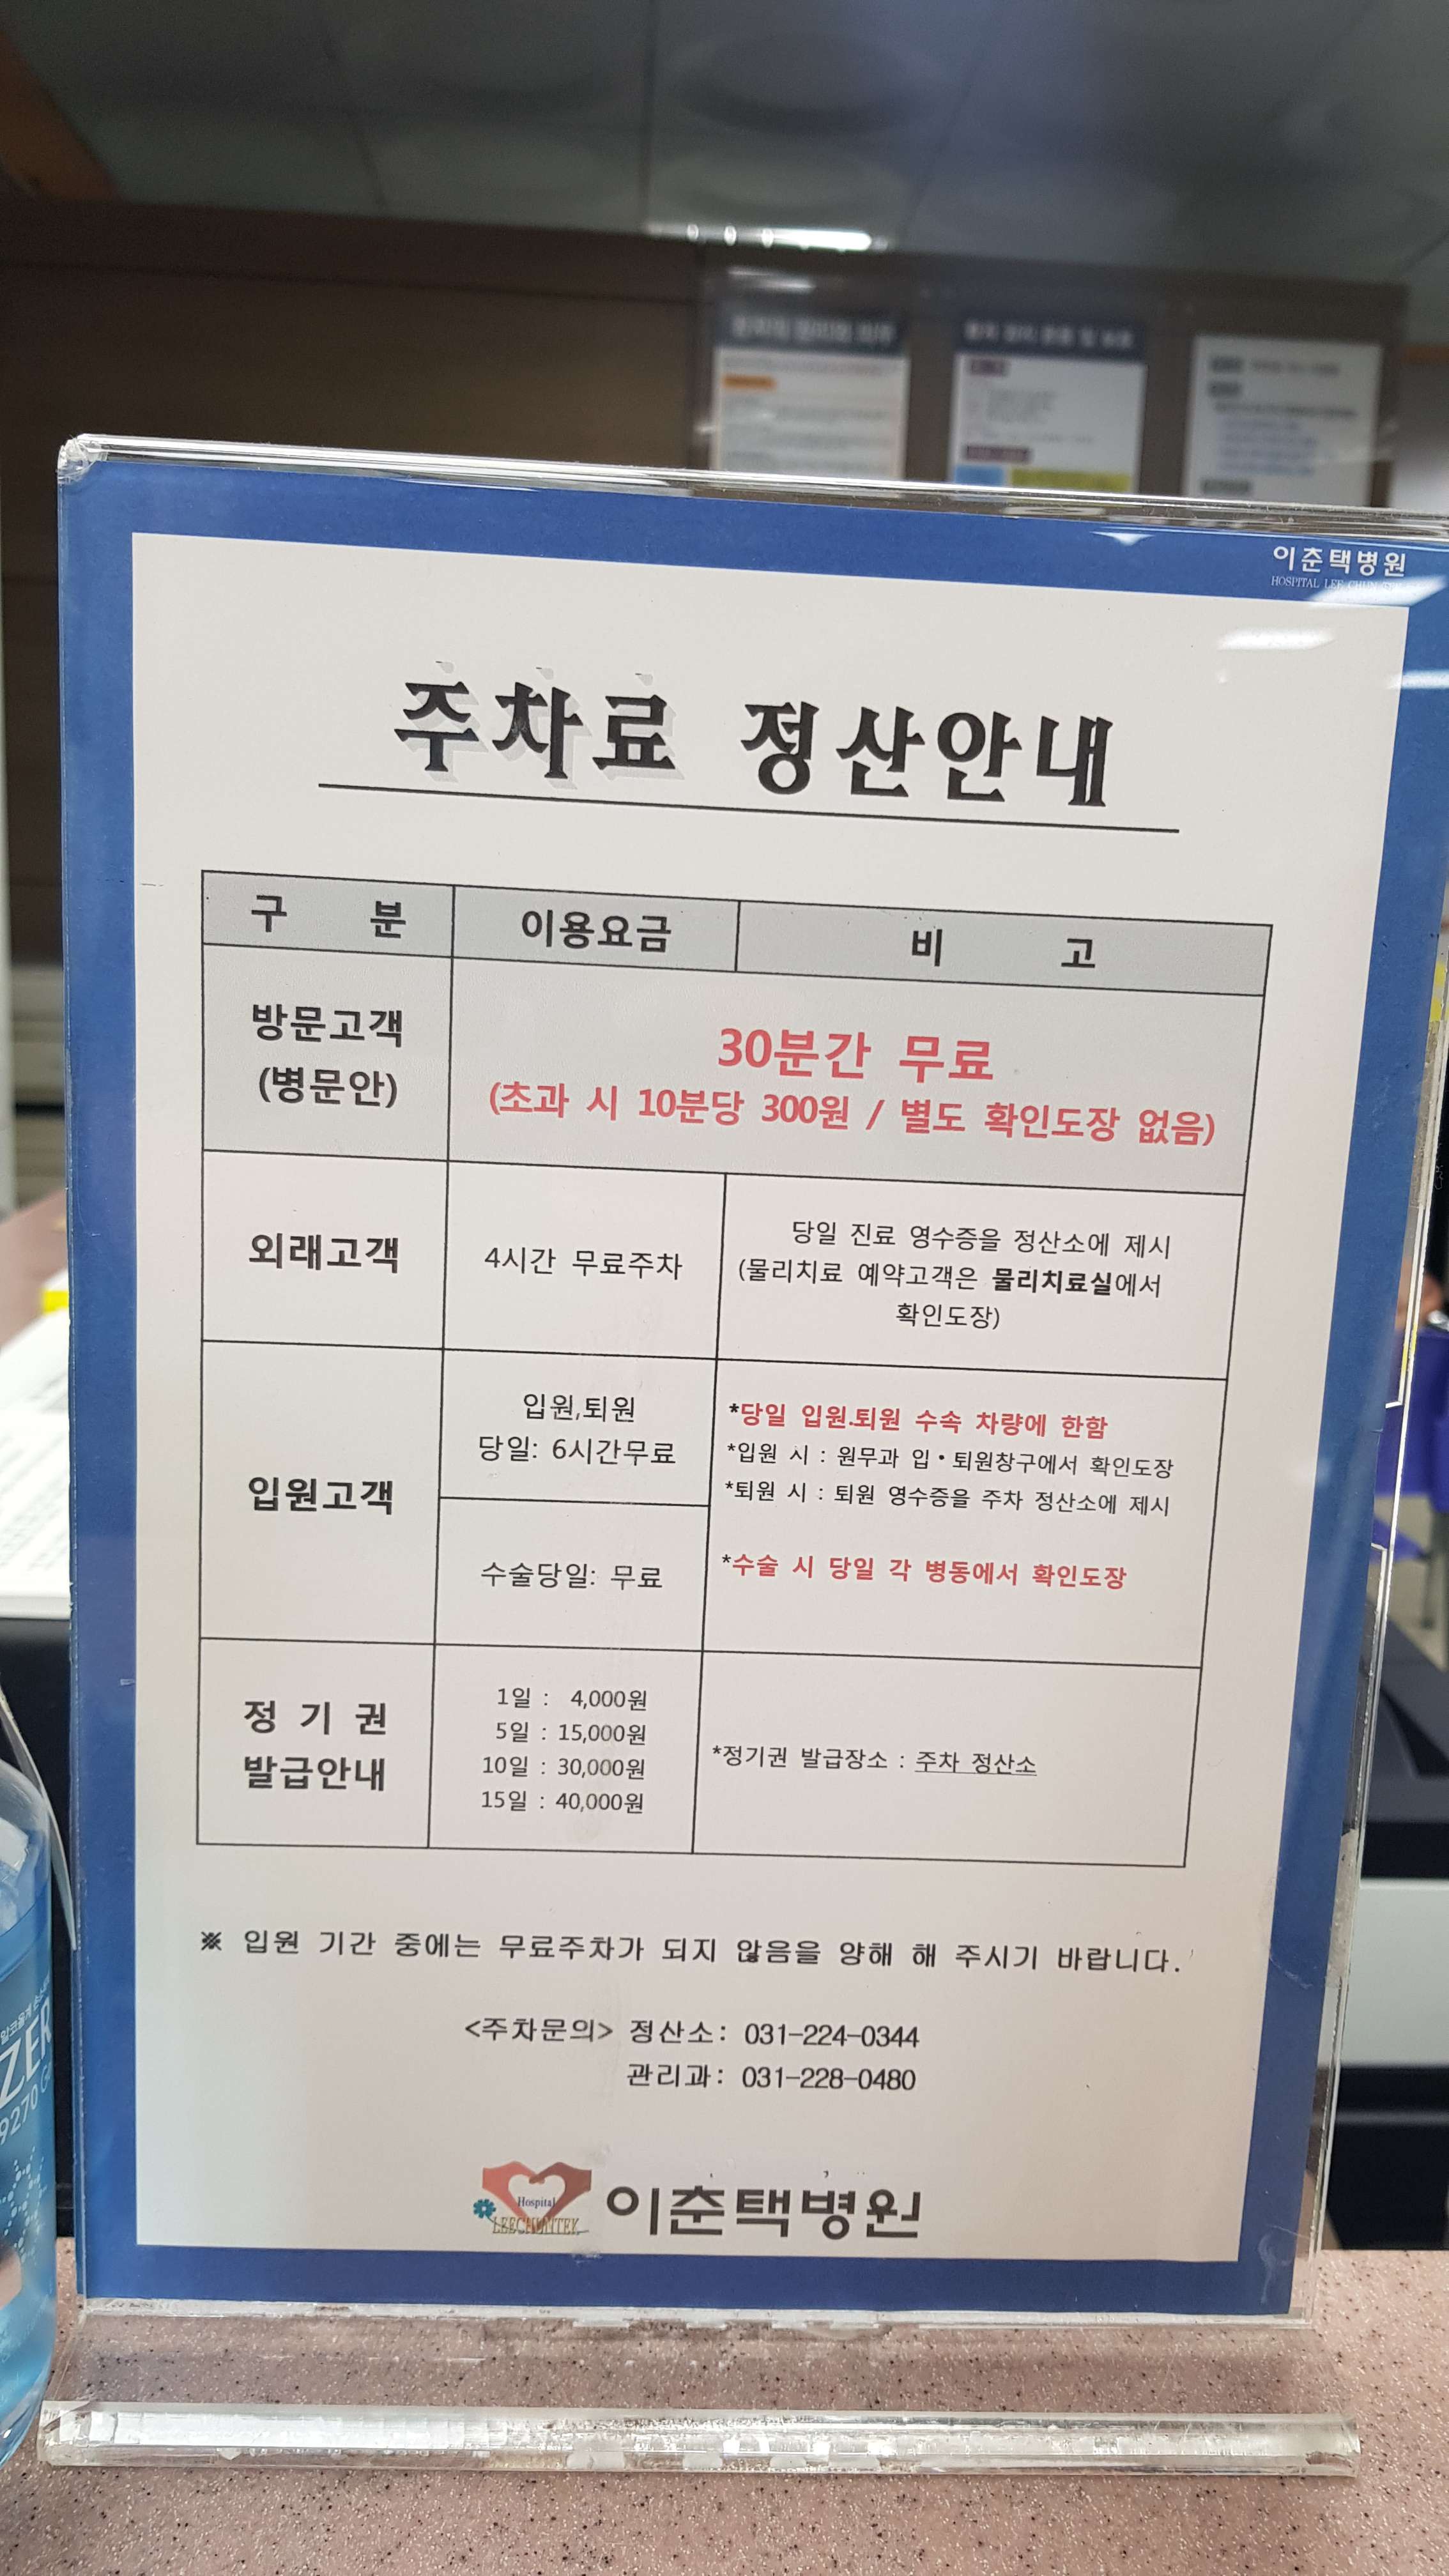 이춘택병원
주차료 정산안내
구 분 이용요금 비 고
방문고객
(병문안)
30분간 무료
(초과 시 10분당 300원 / 별도 확인도장 없음)
외래고객
4시간 무료주차
당일 진료 영수증을 정산소에 제시
(물리치료 예약고객은 물리치료실에서
확인도장)
입원고객
입원,퇴원
당일: 6시간무료
*당일 입원.퇴원 수속 차량에 한함
*입원 시 : 원무과 입・퇴원창구에서 확인도장
*퇴원 시 : 퇴원 영수증을 주차 정산소에 제시
수술당일: 무료
*수술 시 당일 각 병동에서 확인도장
정 기 권
발급안내
1일 : 4,000원
5일 : 15,000원
10일 : 30,000원
15일 : 40,000원
*정기권 발급장소 : 주차 정산소
※ 입원 기간 중에는 무료주차가 되지 않음을 양해 해 주시기 바랍니다.
<주차문의> 정산소: 031-224-0344
관리과: 031-228-0480
Hospital
LEECHUNTEK
이춘택병원